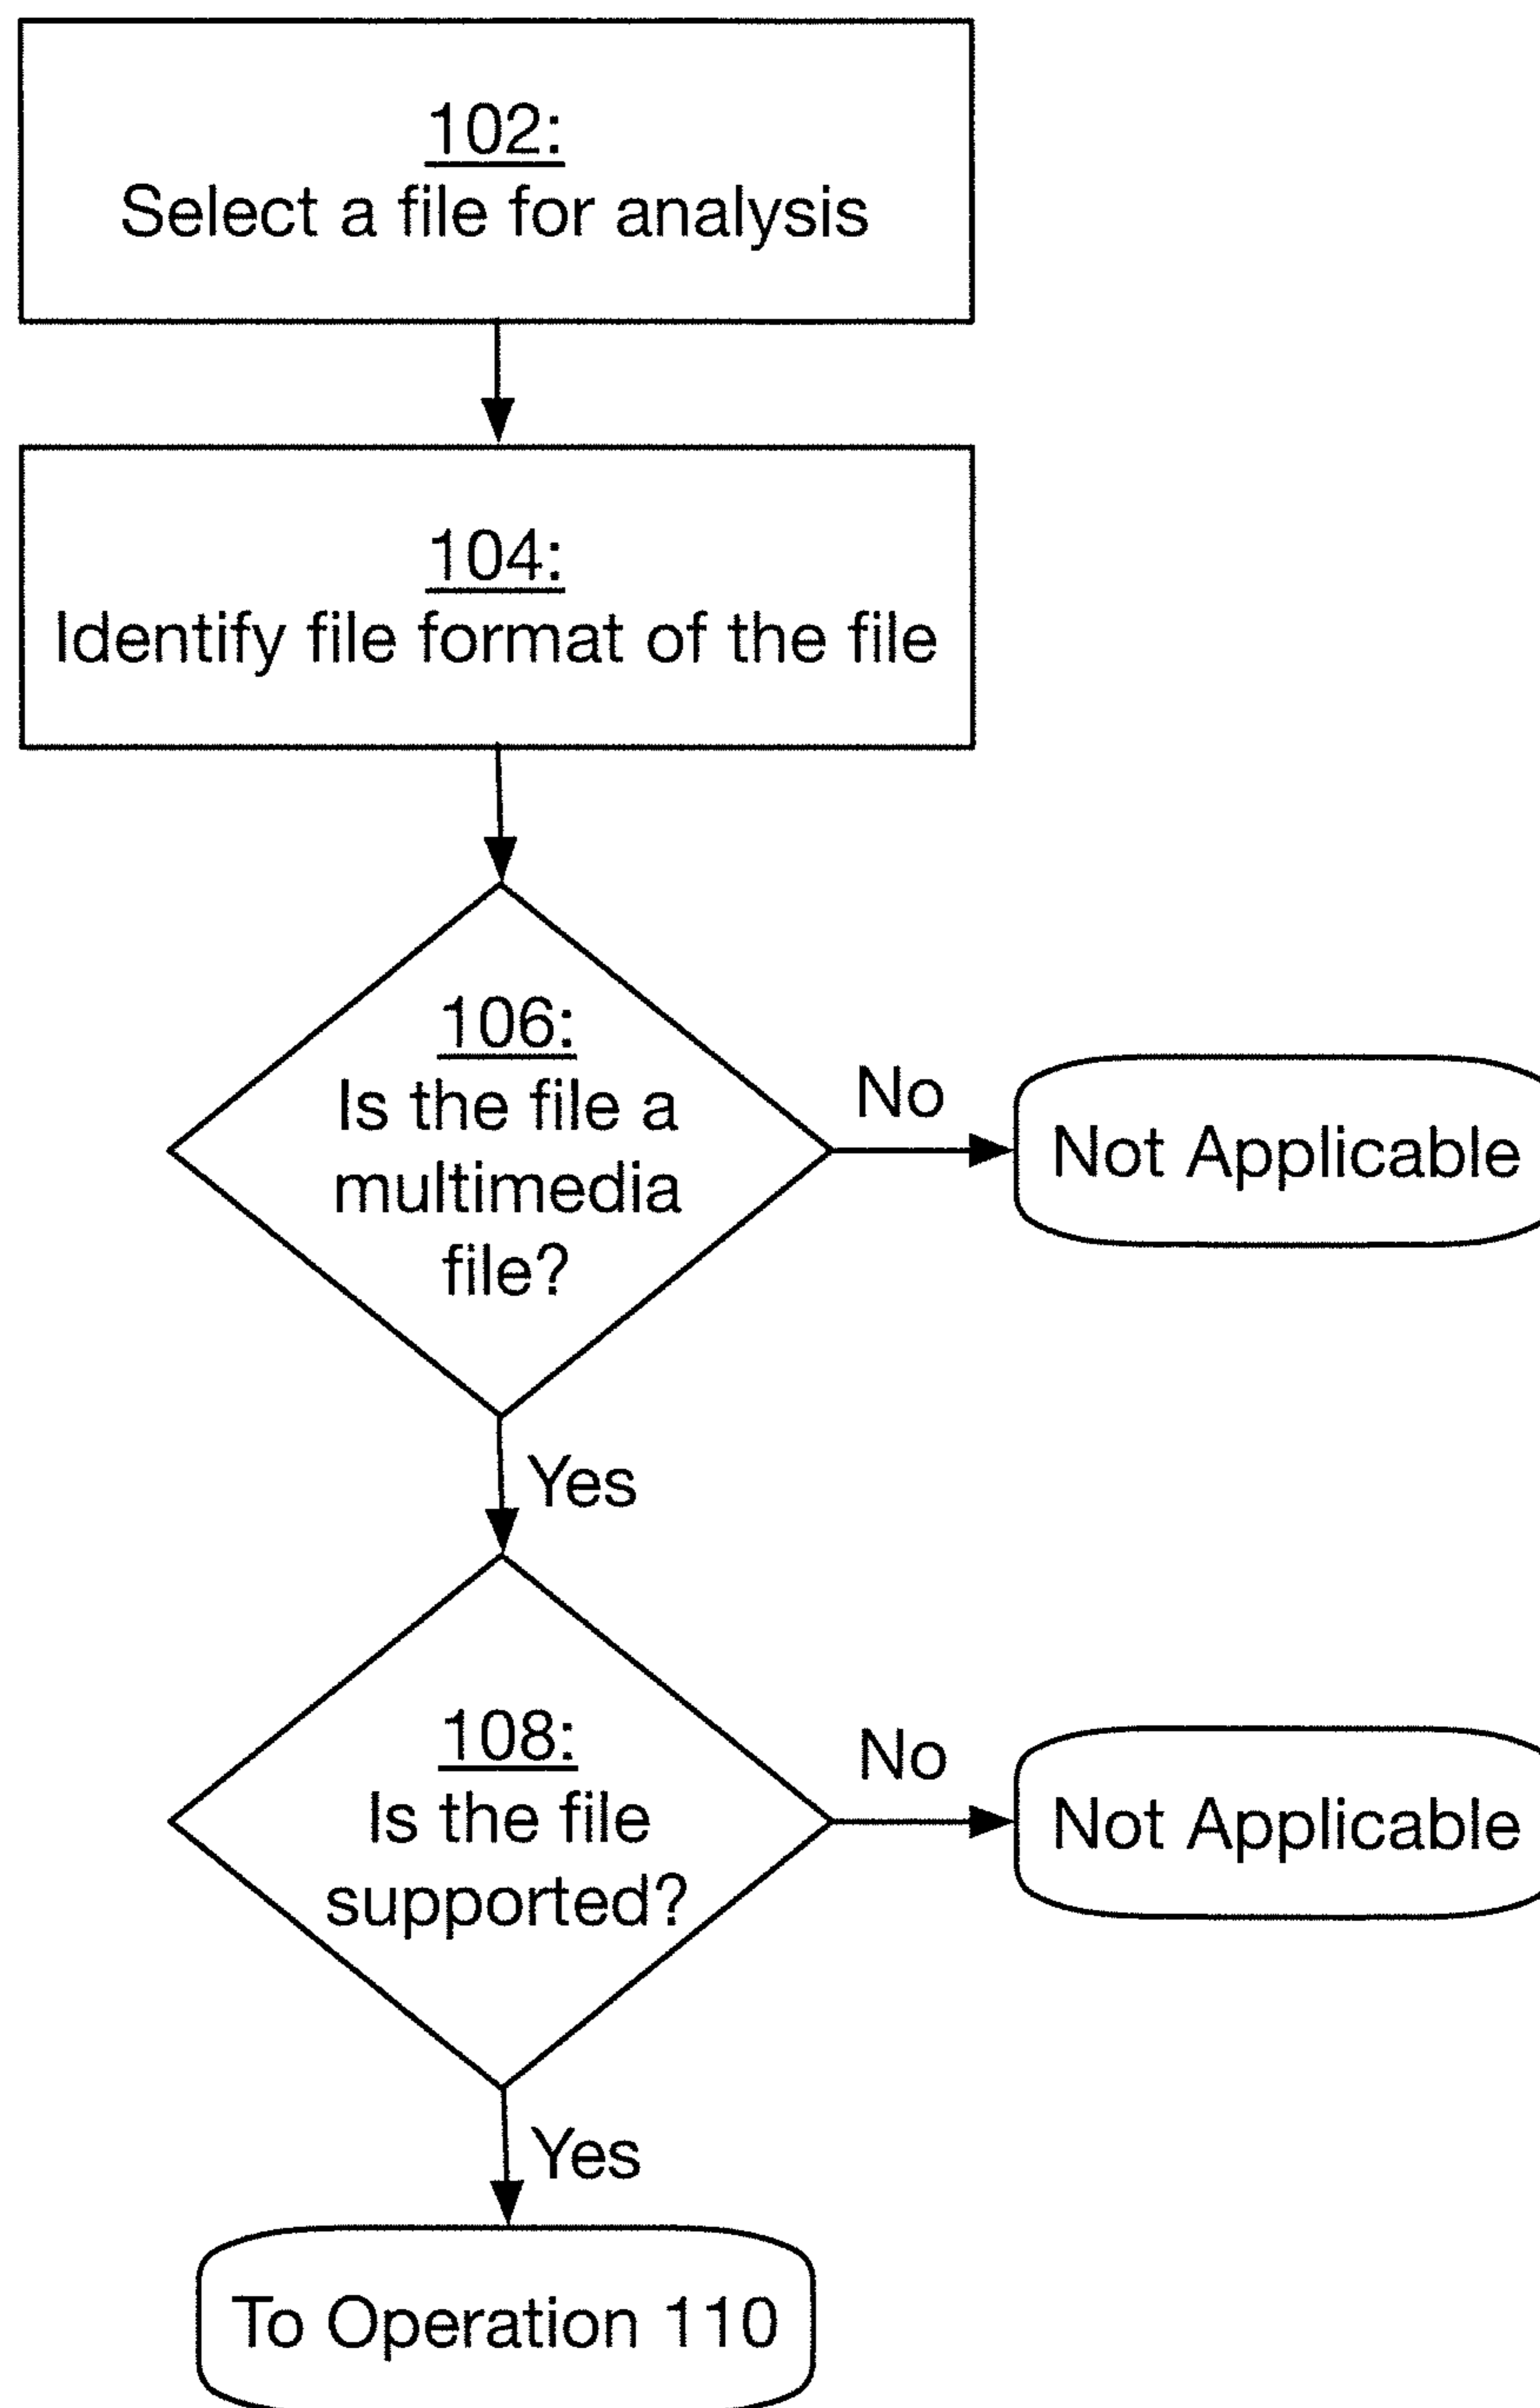 102:
Select a file for analysis
104:
Identify file format of the file
106:
Is the file a
multimedia
file?
No
Not Applicable
Yes
108:
Is the file
supported?
No
Not Applicable
Yes
To Operation 110